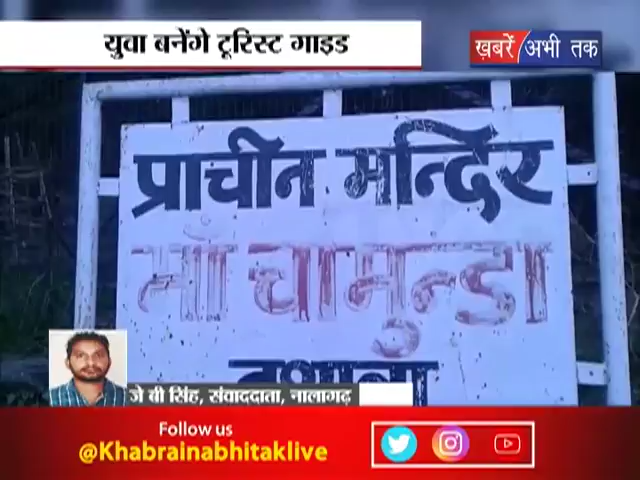 युवा बनेंगे टूरिस्ट गाइड
ख़बरें अभी तक
प्राचीन मन्दिर
माँ चामुन्डा
जे बी सिंह, संवाददाता, नालागढ़
Follow us
@Khabrainabhitaklive